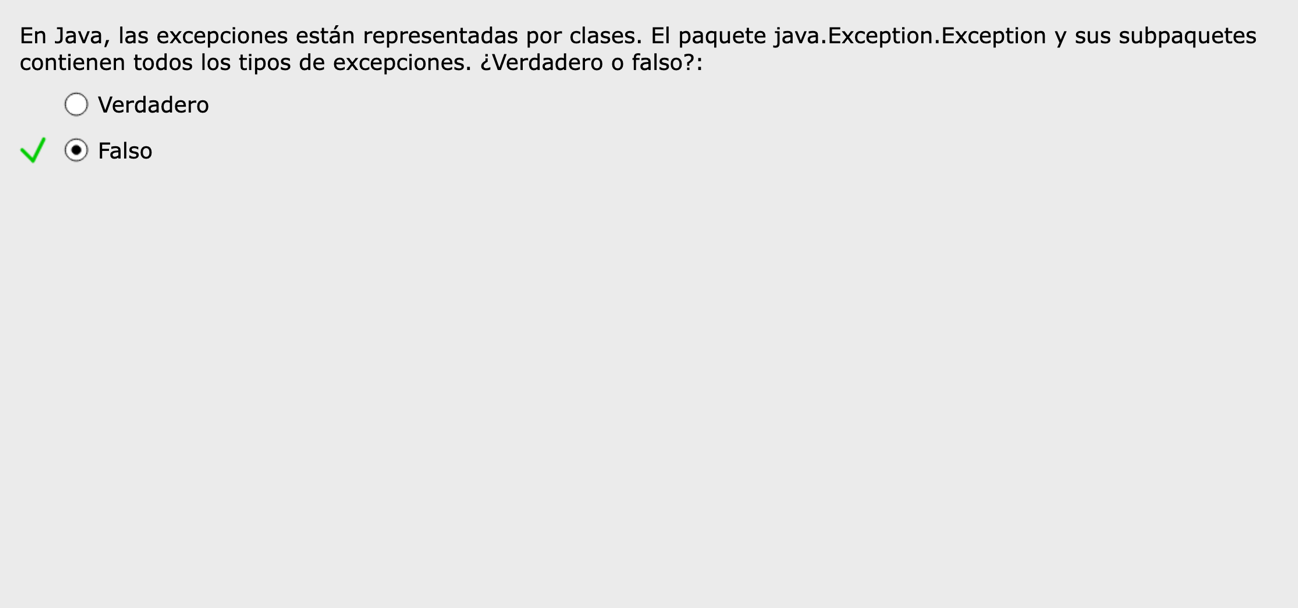 En Java, las excepciones están representadas por clases. El paquete java.Exception.Exception y sus subpaquetes
contienen todos los tipos de excepciones. ¿Verdadero o falso?:
Verdadero
Falso